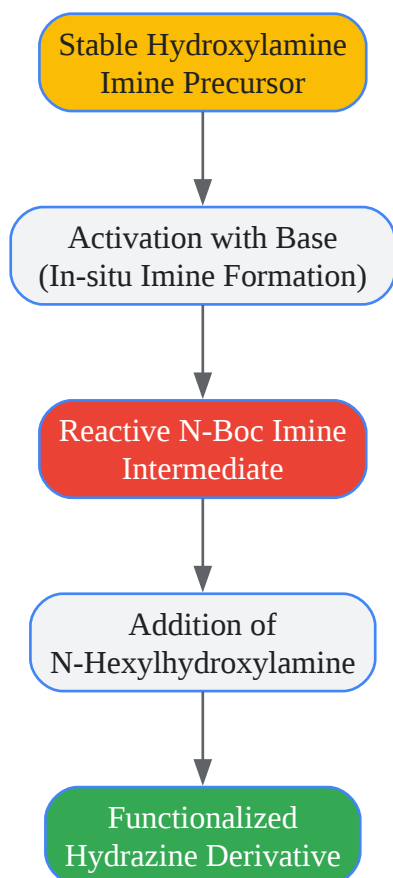 Stable Hydroxylamine
Imine Precursor
Activation with Base
(In-situ Imine Formation)
Reactive N-Boc Imine
Intermediate
Addition of
N-Hexylhydroxylamine
Functionalized
Hydrazine Derivative